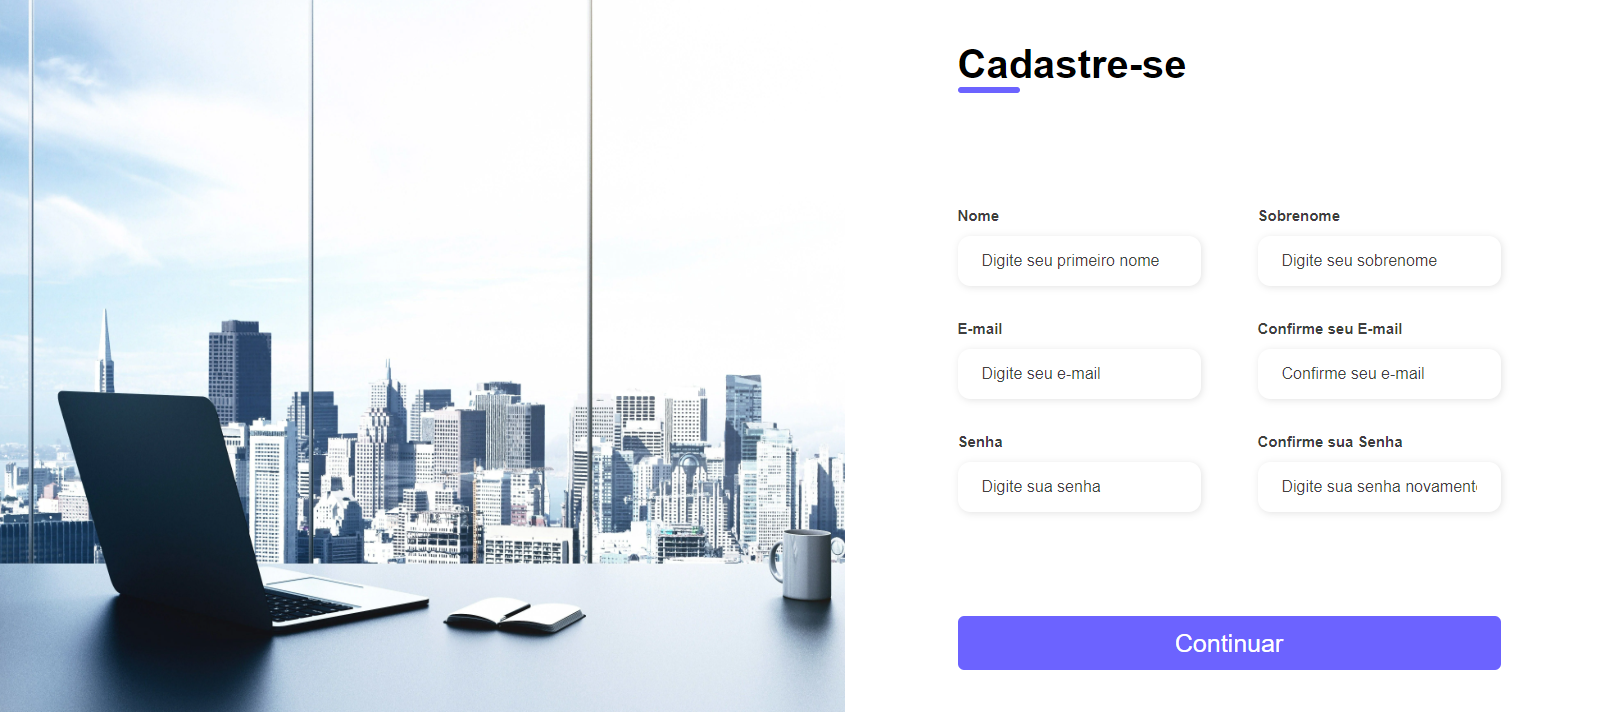 Cadastre-se
Nome
Sobrenome
Digite seu primeiro nome
Digite seu sobrenome
E-mail
Confirme seu E-mail
Digite seu e-mail
Confirme seu e-mail
Senha
Confirme sua Senha
Digite sua senha
Digite sua senha novament
Continuar